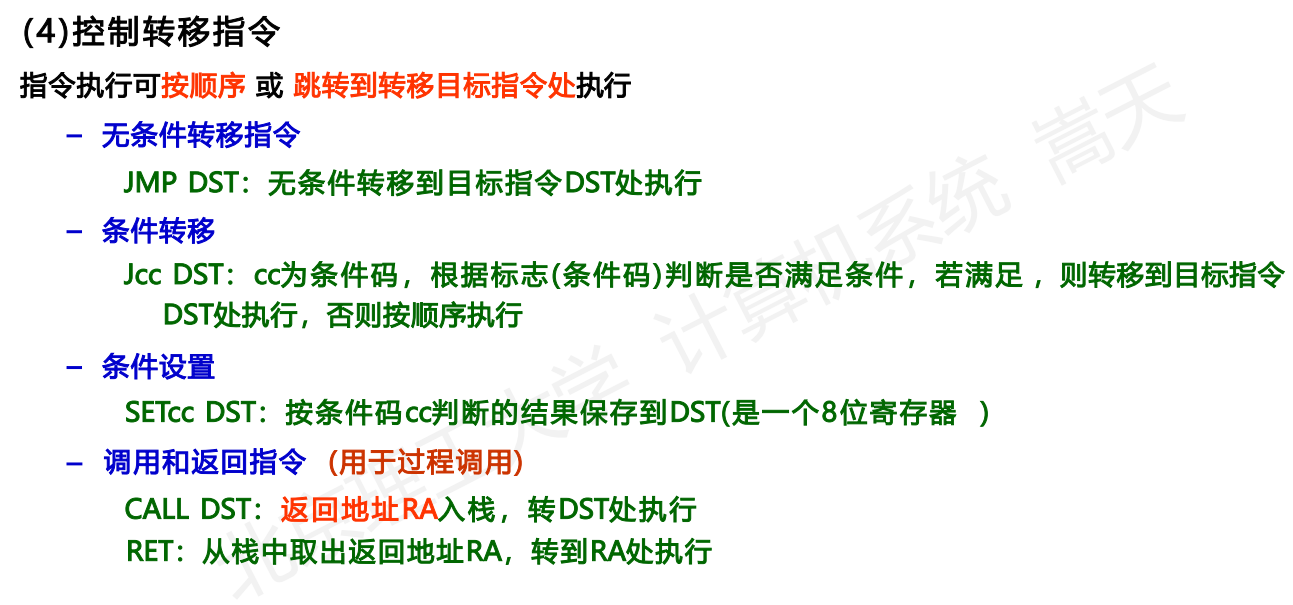 (4)控制转移指令
指令执行可按顺序 或 跳转到转移目标指令处执行
– 无条件转移指令
JMP DST：无条件转移到目标指令DST处执行
– 条件转移
Jcc DST：cc为条件码，根据标志(条件码)判断是否满足条件，若满足 ，则转移到目标指令
DST处执行，否则按顺序执行
– 条件设置
SETcc DST：按条件码cc判断的结果保存到DST(是一个8位寄存器 )
– 调用和返回指令 (用于过程调用)
CALL DST：返回地址RA入栈，转DST处执行
RET：从栈中取出返回地址RA，转到RA处执行
北京理工大学 计算机系统 嵩天